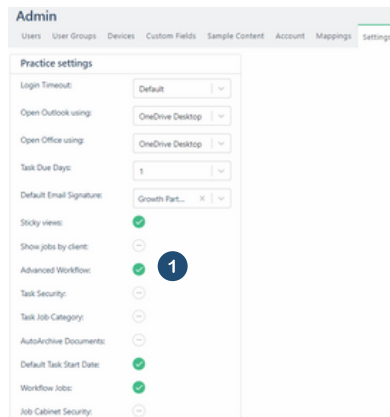 Admin
Users User Groups Devices Custom Fields Sample Content Account Mappings Settings
Practice settings
Login Timeout: Default
Open Outlook using: OneDrive Desktop
Open Office using: OneDrive Desktop
Task Due Days: 1
Default Email Signature: Growth Part...
Sticky views:
Show jobs by client:
Advanced Workflow: 1
Task Security:
Task Job Category:
AutoArchive Documents:
Default Task Start Date:
Workflow Jobs:
Job Cabinet Security: